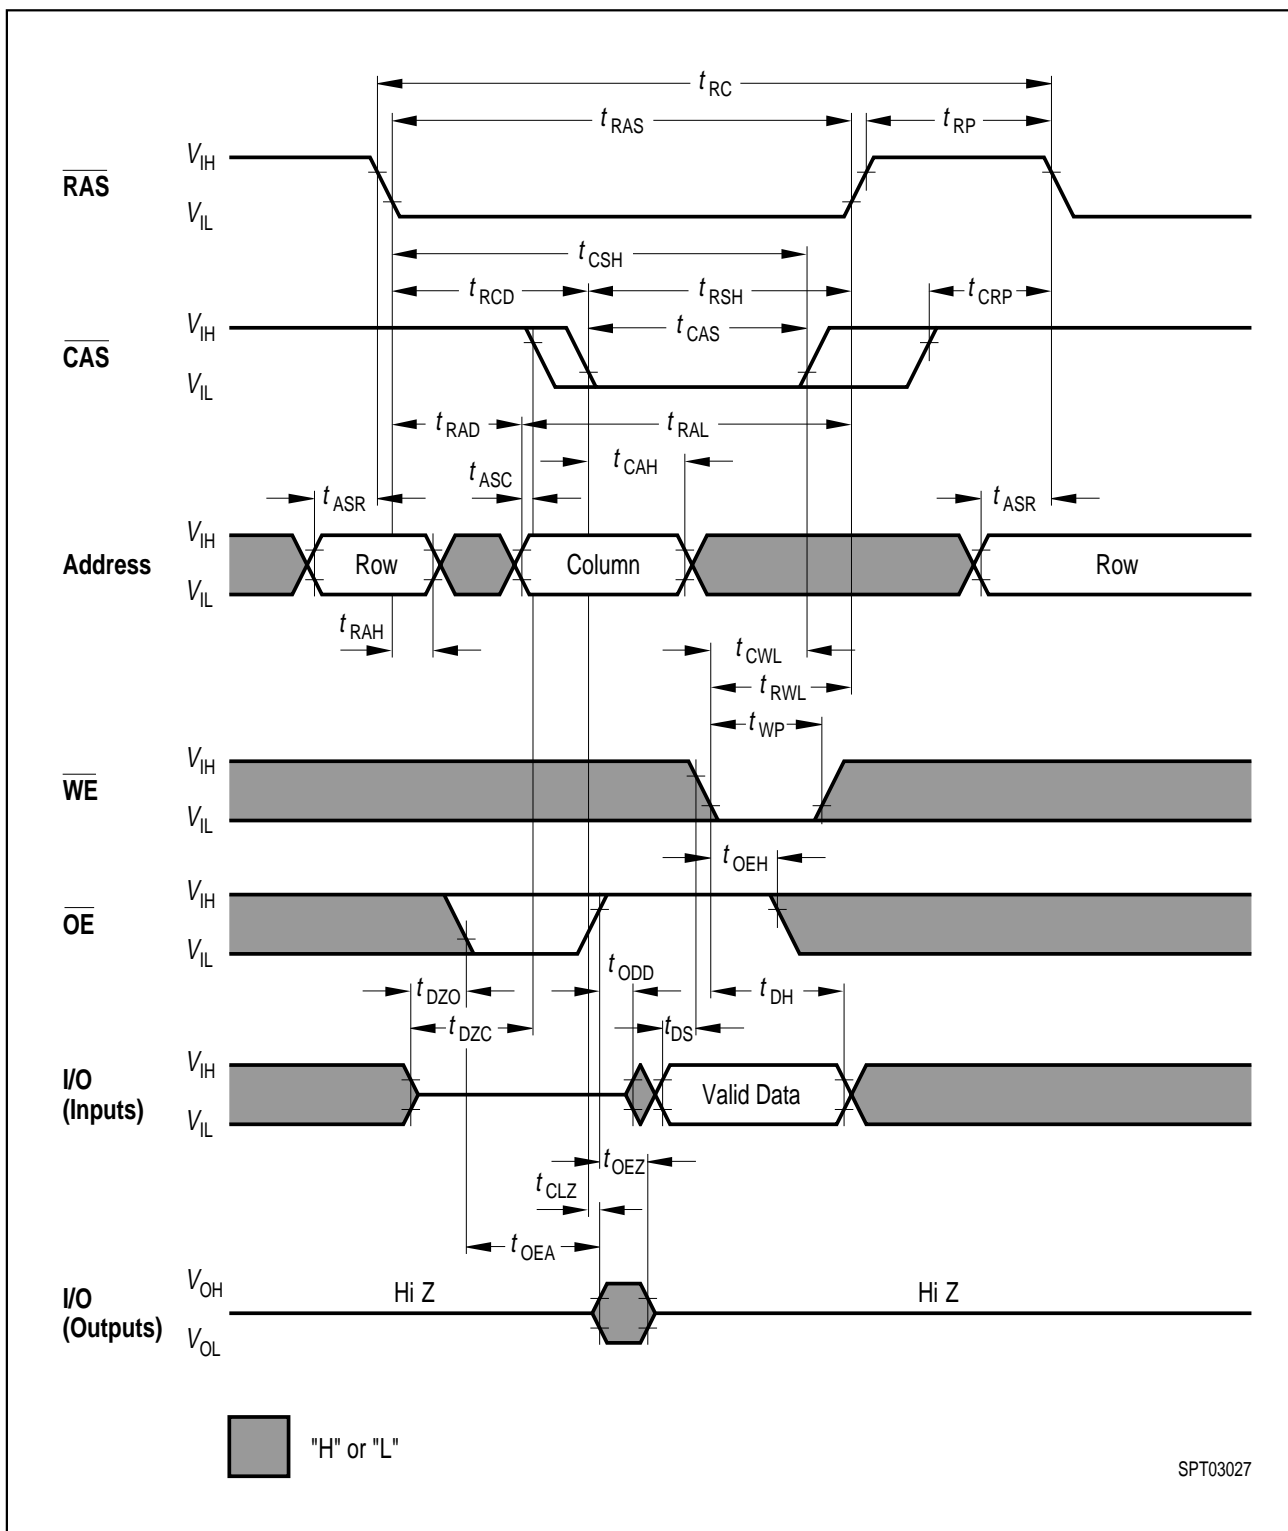 tRC
tRAS
tRP
RAS
VIH
VIL
tCSH
tRCD
tRSH
tCRP
tCAS
CAS
VIH
VIL
tRAD
tRAL
tASC
tCAH
tASR
tASR
Address
VIH
VIL
Row
Column
Row
tRAH
tCWL
tRWL
tWP
WE
VIH
VIL
tOEH
OE
VIH
VIL
tODD
tDZO
tDH
tDZC
tDS
I/O
(Inputs)
VIH
VIL
Valid Data
tOEZ
tCLZ
tOEA
I/O
(Outputs)
VOH
VOL
Hi Z
Hi Z
"H" or "L"
SPT03027